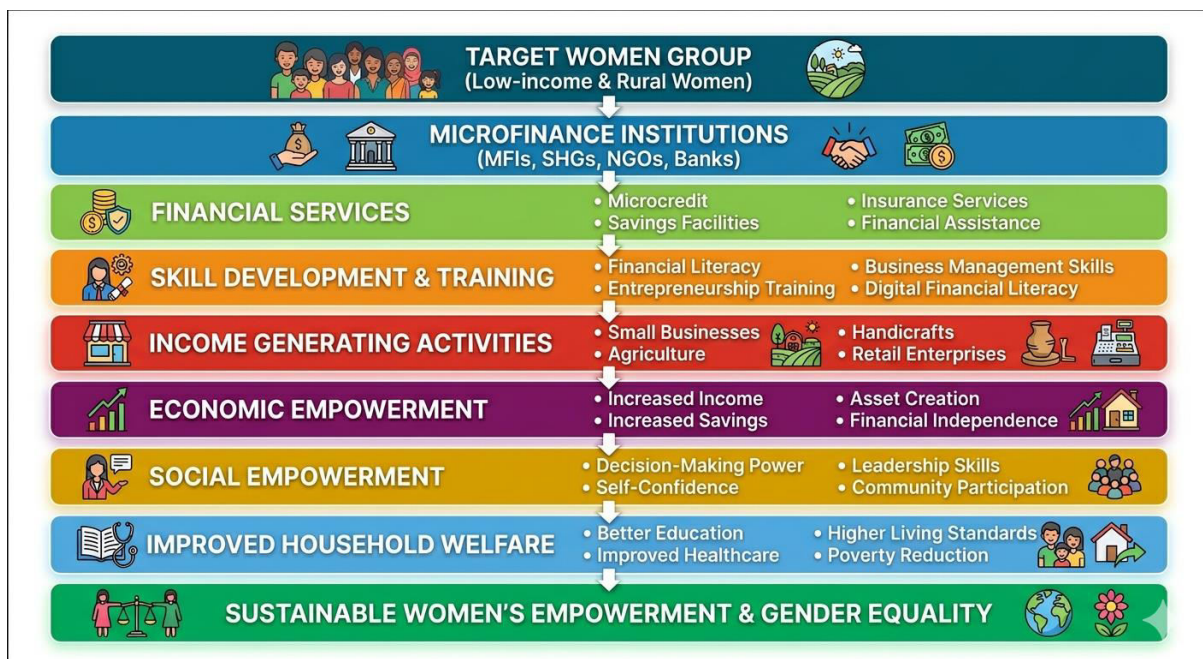 TARGET WOMEN GROUP
(Low-income & Rural Women)
MICROFINANCE INSTITUTIONS
(MFIs, SHGs, NGOs, Banks)
FINANCIAL SERVICES
• Microcredit
• Savings Facilities
• Insurance Services
• Financial Assistance
SKILL DEVELOPMENT & TRAINING
• Financial Literacy
• Entrepreneurship Training
• Business Management Skills
• Digital Financial Literacy
INCOME GENERATING ACTIVITIES
• Small Businesses
• Agriculture
• Handicrafts
• Retail Enterprises
ECONOMIC EMPOWERMENT
• Increased Income
• Increased Savings
• Asset Creation
• Financial Independence
SOCIAL EMPOWERMENT
• Decision-Making Power
• Self-Confidence
• Leadership Skills
• Community Participation
IMPROVED HOUSEHOLD WELFARE
• Better Education
• Improved Healthcare
• Higher Living Standards
• Poverty Reduction
SUSTAINABLE WOMEN'S EMPOWERMENT & GENDER EQUALITY